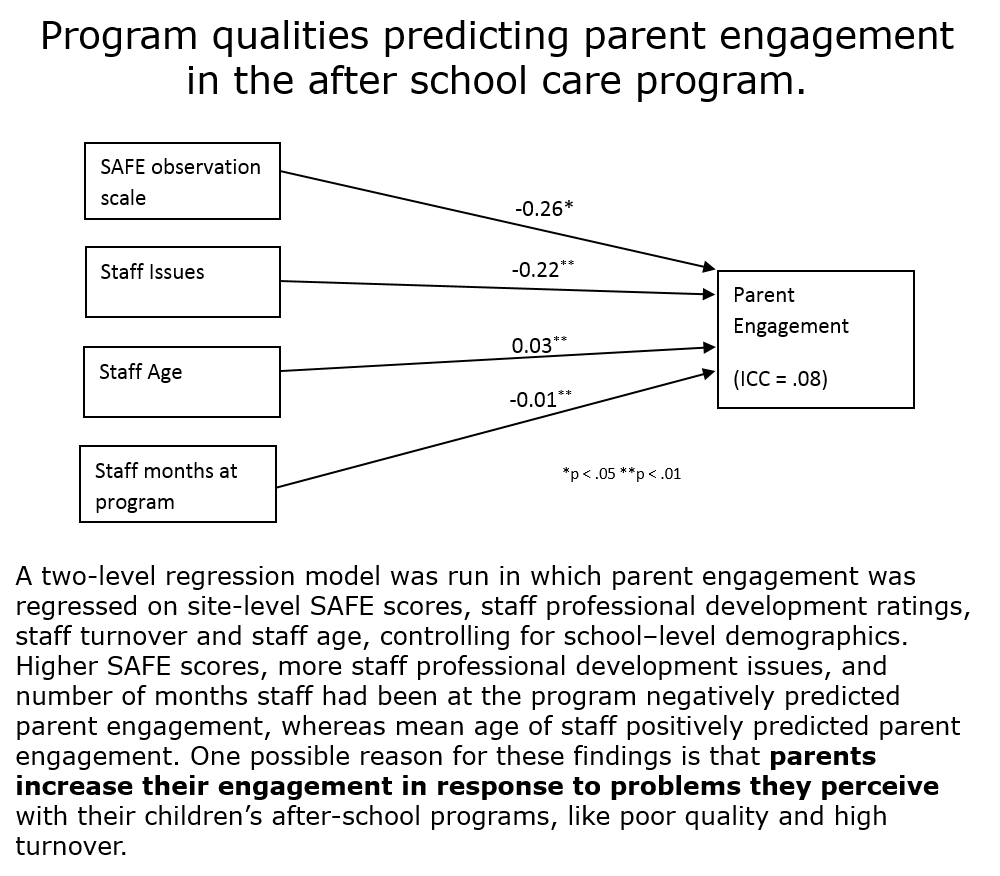 Program qualities predicting parent engagement
in the after school care program.
SAFE observation
scale
-0.26*
Staff Issues
-0.22**
Parent
Engagement
(ICC = .08)
Staff Age
0.03**
-0.01**
Staff months at
program
*p < .05 **p < .01
A two-level regression model was run in which parent engagement was
regressed on site-level SAFE scores, staff professional development ratings,
staff turnover and staff age, controlling for school–level demographics.
Higher SAFE scores, more staff professional development issues, and
number of months staff had been at the program negatively predicted
parent engagement, whereas mean age of staff positively predicted parent
engagement. One possible reason for these findings is that parents
increase their engagement in response to problems they perceive
with their children’s after-school programs, like poor quality and high
turnover.